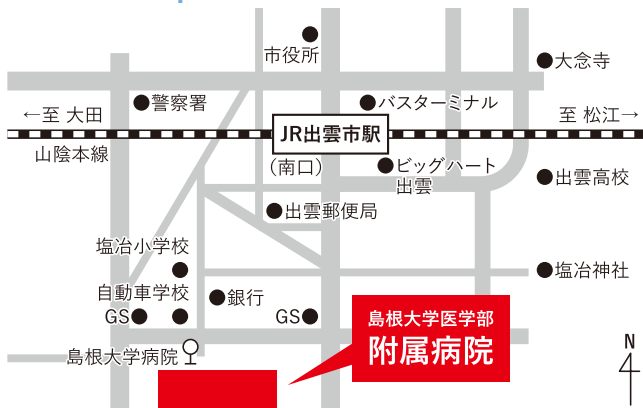 市役所
大念寺
警察署
バスターミナル
←至 大田
至 松江→
JR出雲市駅
山陰本線
(南口)
ビッグハート
出雲
出雲高校
出雲郵便局
塩冶小学校
塩冶神社
自動車学校
銀行
GS
GS
島根大学医学部
附属病院
島根大学病院
N